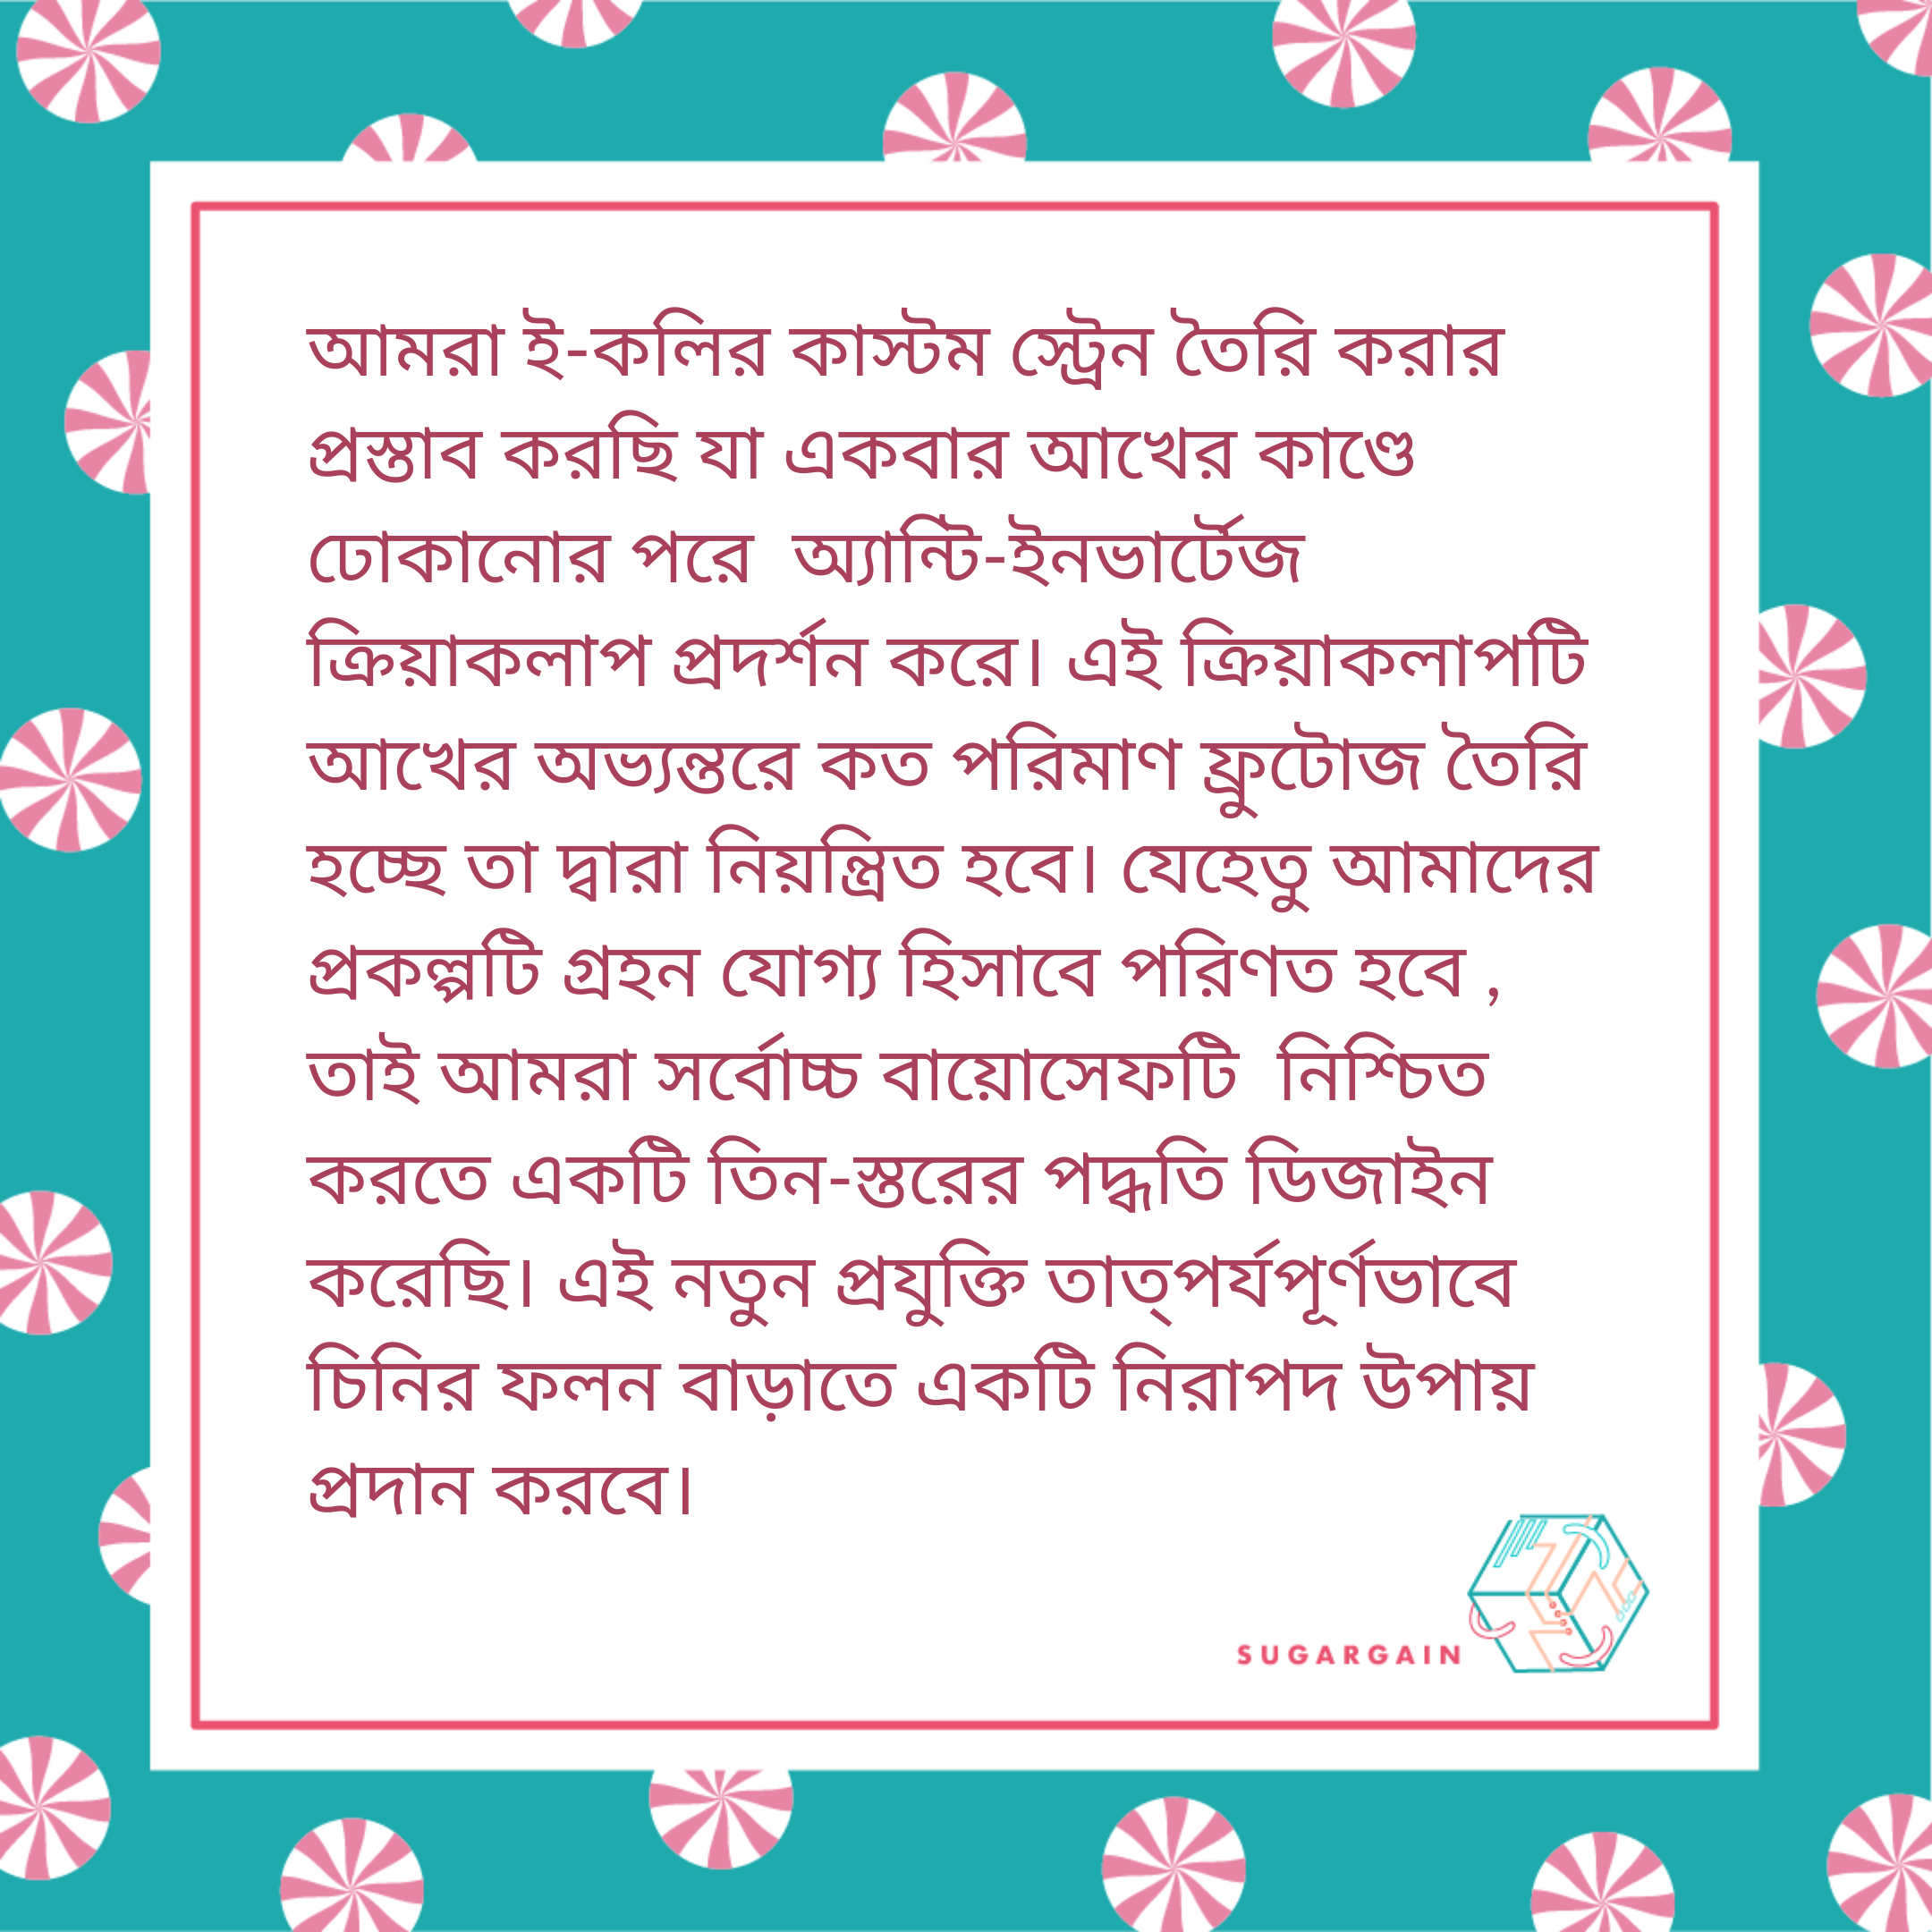 আমরা ই-কলির কাস্টম স্ট্রেন তৈরি করার
প্রস্তাব করছি যা একবার আখের কাণ্ডে
ঢোকানোর পরে  অ্যান্টি-ইনভার্টেজ
ক্রিয়াকলাপ প্রদর্শন করে। এই ক্রিয়াকলাপটি
আখের অভ্যন্তরে কত পরিমাণ ফ্রুটোজ তৈরি
হচ্ছে তা দ্বারা নিয়ন্ত্রিত হবে। যেহেতু আমাদের
প্রকল্পটি গ্রহন যোগ্য হিসাবে পরিণত হবে ,
তাই আমরা সর্বোচ্চ বায়োসেফটি  নিশ্চিত
করতে একটি তিন-স্তরের পদ্ধতি ডিজাইন
করেছি। এই নতুন প্রযুক্তি তাত্পর্যপূর্ণভাবে
চিনির ফলন বাড়াতে একটি নিরাপদ উপায়
প্রদান করবে।
SUGARGAIN